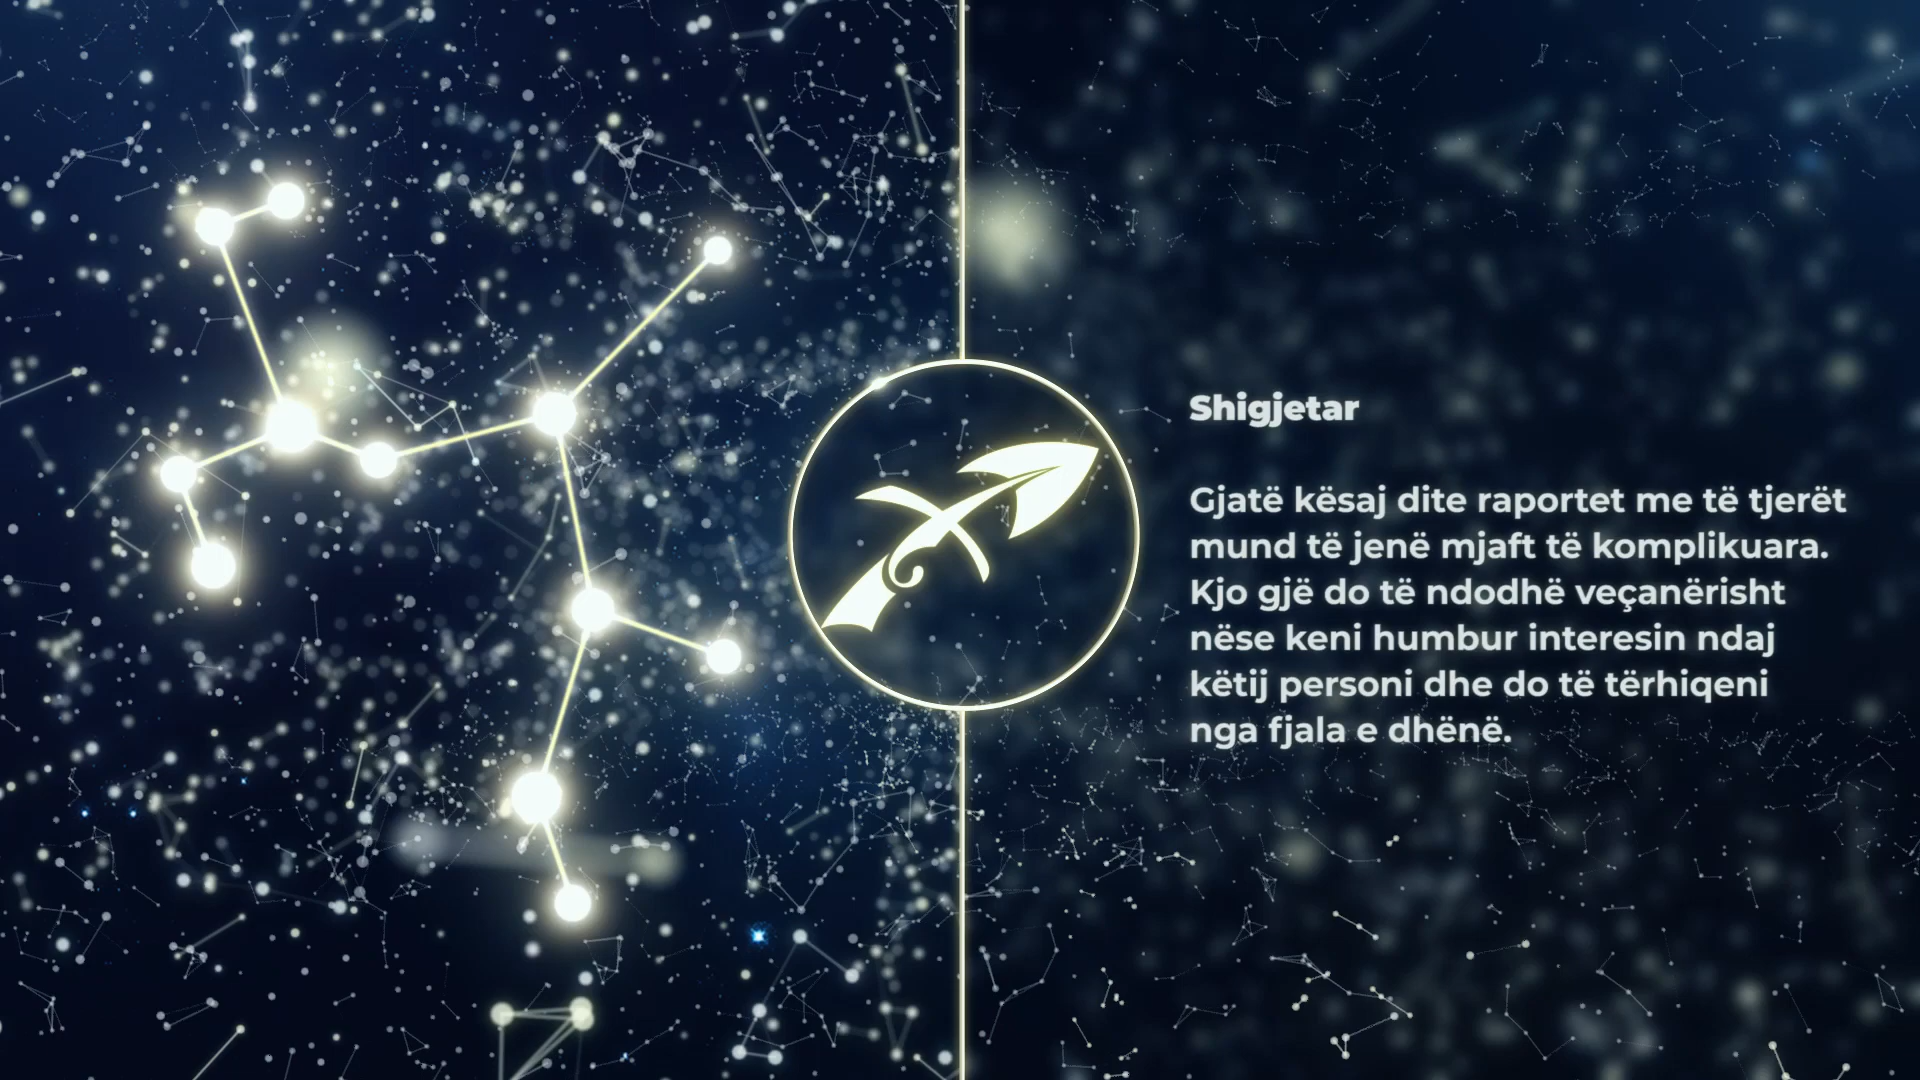 Shigjetar
Gjatë kësaj dite raportet me të tjerët
mund të jenë mjaft të komplikuara.
Kjo gjë do të ndodhë veçanërisht
nëse keni humbur interesin ndaj
këtij personi dhe do të tërhiqeni
nga fjala e dhënë.